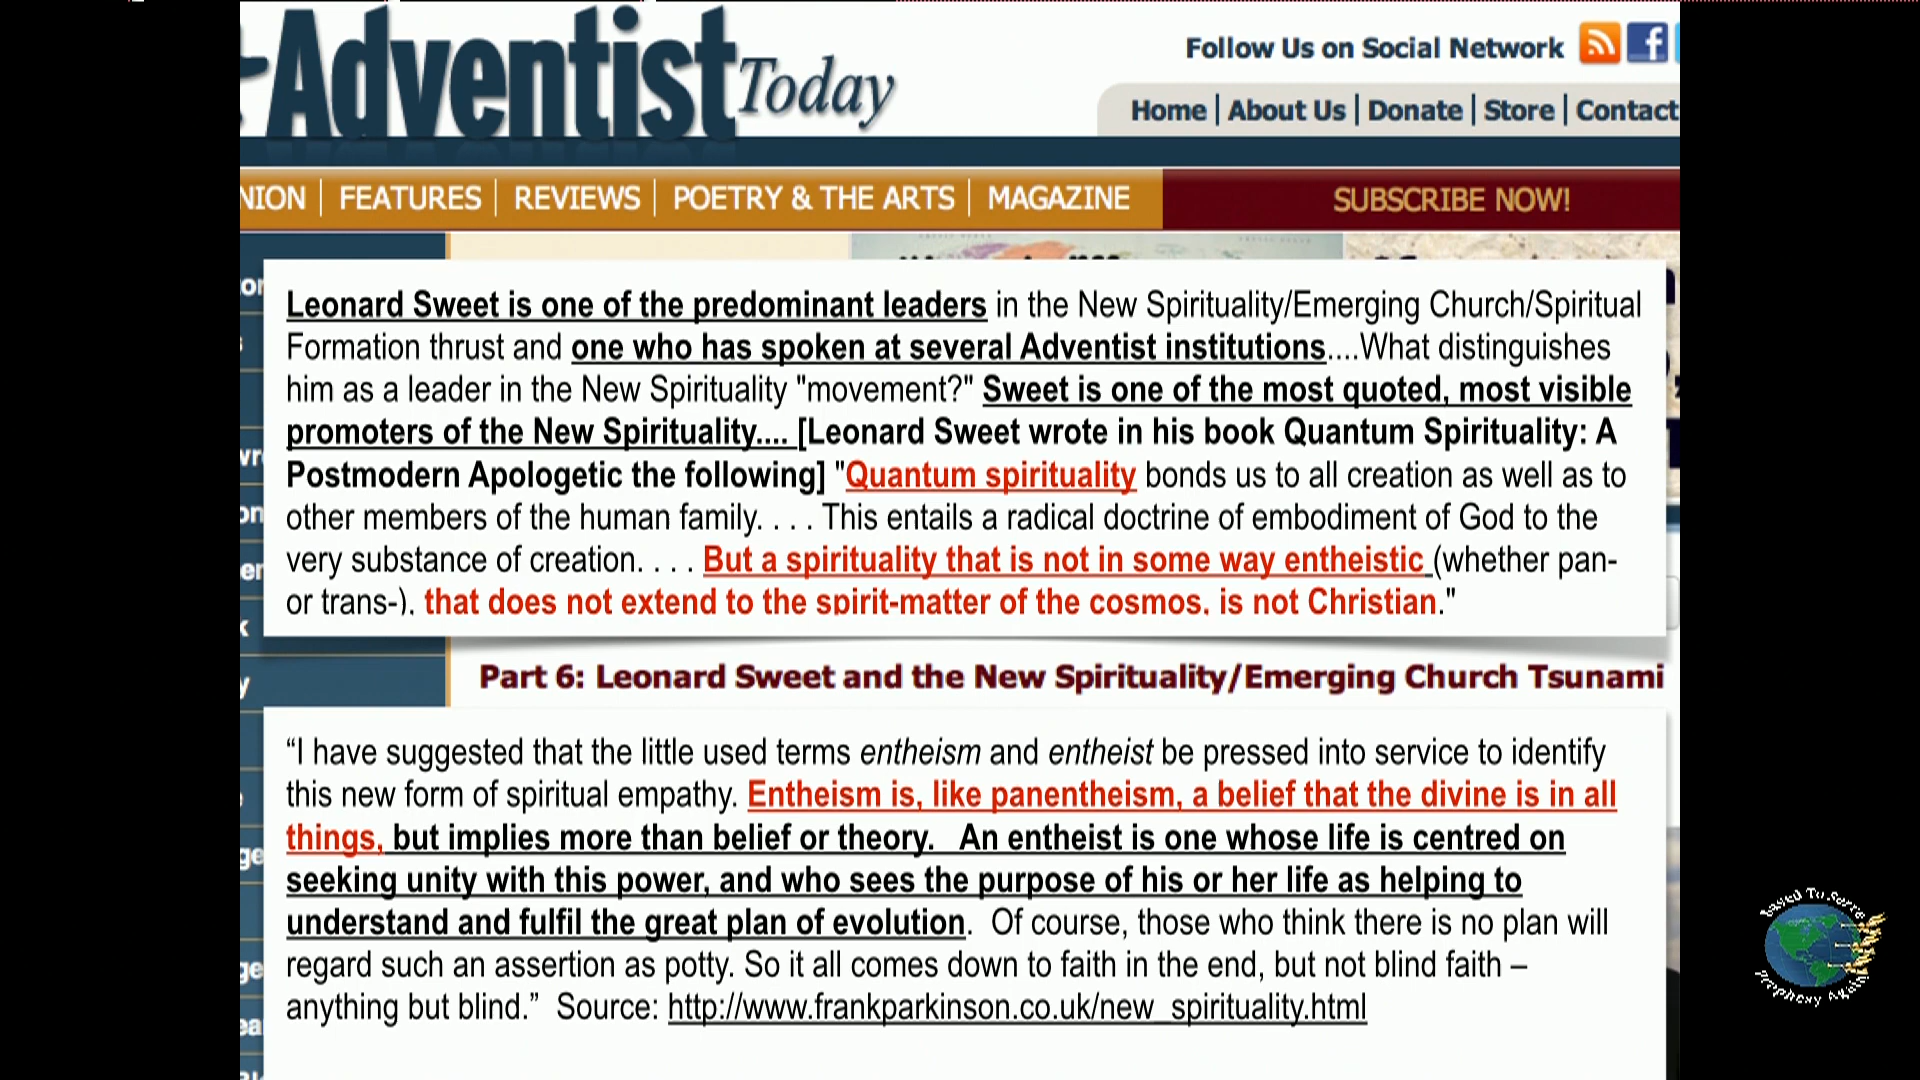 Adventist Today
Follow Us on Social Network
Home | About Us | Donate | Store | Contact
NION | FEATURES | REVIEWS | POETRY & THE ARTS | MAGAZINE
SUBSCRIBE NOW!
Leonard Sweet is one of the predominant leaders in the New Spirituality/Emerging Church/Spiritual
Formation thrust and one who has spoken at several Adventist institutions....What distinguishes
him as a leader in the New Spirituality "movement?" Sweet is one of the most quoted, most visible
promoters of the New Spirituality.... [Leonard Sweet wrote in his book Quantum Spirituality: A
Postmodern Apologetic the following] "Quantum spirituality bonds us to all creation as well as to
other members of the human family. . . . This entails a radical doctrine of embodiment of God to the
very substance of creation. . . . But a spirituality that is not in some way entheistic (whether pan-
or trans-), that does not extend to the spirit-matter of the cosmos, is not Christian."
Part 6: Leonard Sweet and the New Spirituality/Emerging Church Tsunami
“I have suggested that the little used terms entheism and entheist be pressed into service to identify
this new form of spiritual empathy. Entheism is, like panentheism, a belief that the divine is in all
things, but implies more than belief or theory. An entheist is one whose life is centred on
seeking unity with this power, and who sees the purpose of his or her life as helping to
understand and fulfil the great plan of evolution. Of course, those who think there is no plan will
regard such an assertion as potty. So it all comes down to faith in the end, but not blind faith –
anything but blind.” Source: http://www.frankparkinson.co.uk/new_spirituality.html
Prophesy Again